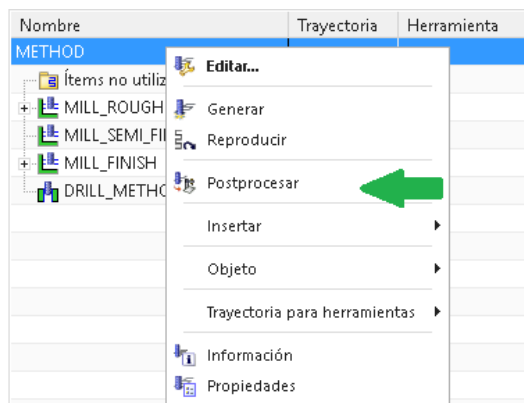 Nombre Trayectoria Herramienta
METHOD
Editar...
Ítems no utiliz
MILL_ROUGH
Generar
MILL_SEMI_FI
Reproducir
MILL_FINISH
Postprocesar
DRILL_METHO
Insertar
Objeto
Trayectoria para herramientas
Información
Propiedades